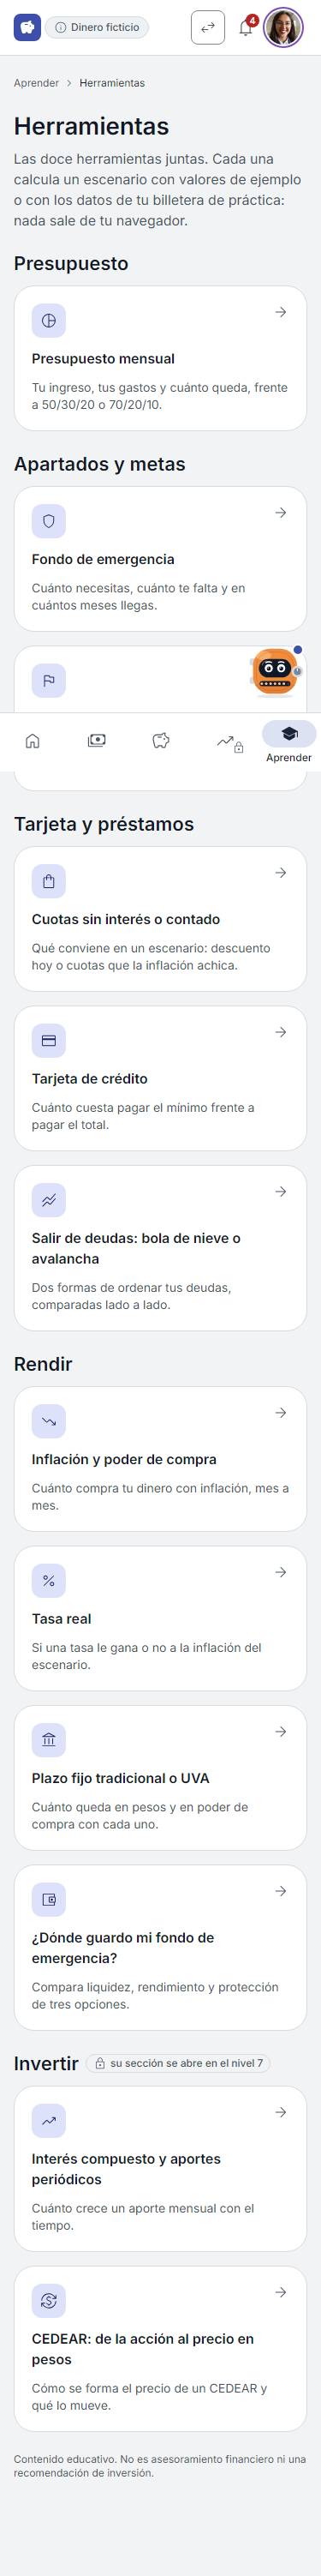 Dinero ficticio
4
Aprender > Herramientas
Herramientas
Las doce herramientas juntas. Cada una
calcula un escenario con valores de ejemplo
o con los datos de tu billetera de práctica:
nada sale de tu navegador.
Presupuesto
Presupuesto mensual
Tu ingreso, tus gastos y cuánto queda, frente
a 50/30/20 o 70/20/10.
Apartados y metas
Fondo de emergencia
Cuánto necesitas, cuánto te falta y en
cuántos meses llegas.
Aprender
Tarjeta y préstamos
Cuotas sin interés o contado
Qué conviene en un escenario: descuento
hoy o cuotas que la inflación achica.
Tarjeta de crédito
Cuánto cuesta pagar el mínimo frente a
pagar el total.
Salir de deudas: bola de nieve o
avalancha
Dos formas de ordenar tus deudas,
comparadas lado a lado.
Rendir
Inflación y poder de compra
Cuánto compra tu dinero con inflación, mes a
mes.
Tasa real
Si una tasa le gana o no a la inflación del
escenario.
Plazo fijo tradicional o UVA
Cuánto queda en pesos y en poder de
compra con cada uno.
¿Dónde guardo mi fondo de
emergencia?
Compara liquidez, rendimiento y protección
de tres opciones.
Invertir su sección se abre en el nivel 7
Interés compuesto y aportes
periódicos
Cuánto crece un aporte mensual con el
tiempo.
CEDEAR: de la acción al precio en
pesos
Cómo se forma el precio de un CEDEAR y
qué lo mueve.
Contenido educativo. No es asesoramiento financiero ni una
recomendación de inversión.